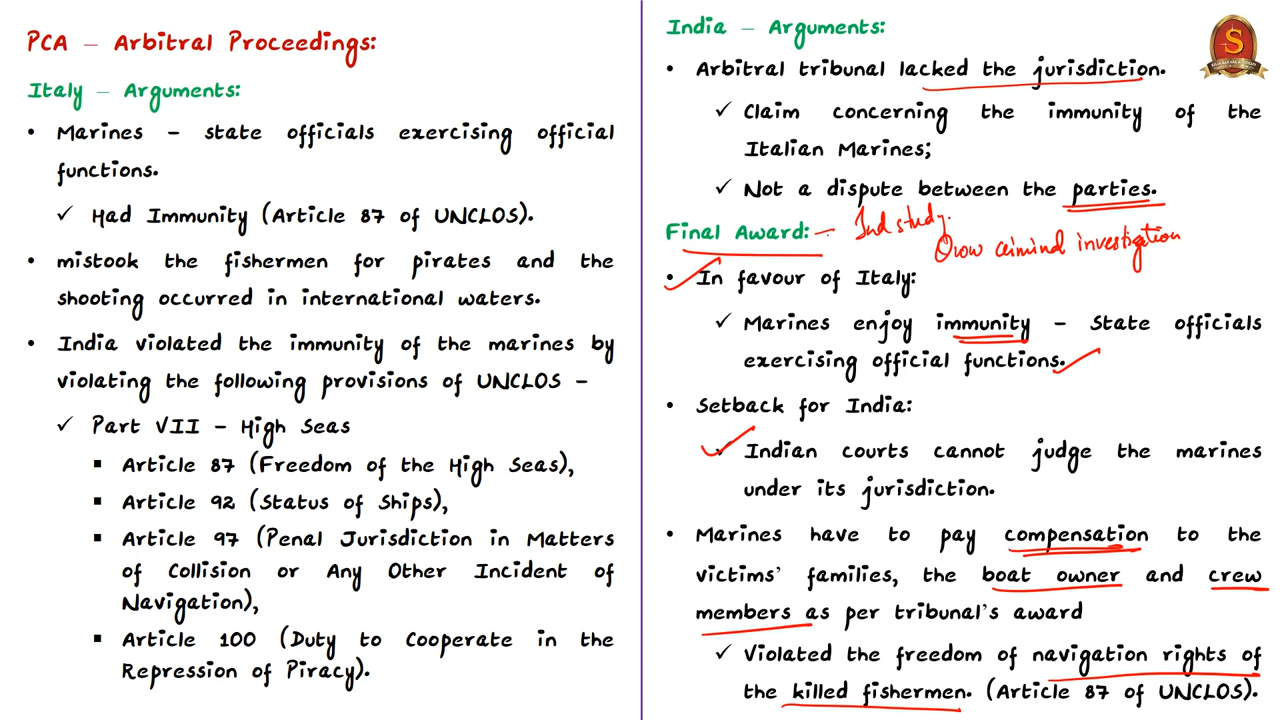 PCA – Arbitral Proceedings:
Italy – Arguments:
• Marines – state officials exercising official
functions.
✓ Had Immunity (Article 87 of UNCLOS).
• mistook the fishermen for pirates and the
shooting occurred in international waters.
• India violated the immunity of the marines by
violating the following provisions of UNCLOS –
✓ Part VII – High Seas
▪ Article 87 (Freedom of the High Seas),
▪ Article 92 (Status of Ships),
▪ Article 97 (Penal Jurisdiction in Matters
of Collision or Any Other Incident of
Navigation),
▪ Article 100 (Duty to Cooperate in the
Repression of Piracy).
India – Arguments:
• Arbitral tribunal lacked the jurisdiction.
✓ Claim concerning the immunity of the
Italian Marines;
✓ Not a dispute between the parties.
Final Award: – Ind study.
criminal investigation
• In favour of Italy:
✓ Marines enjoy immunity – State officials
exercising official functions.
• Setback for India:
✓ Indian courts cannot judge the marines
under its jurisdiction.
• Marines have to pay compensation to the
victims' families, the boat owner and crew
members as per tribunal's award
✓ Violated the freedom of navigation rights of
the killed fishermen. (Article 87 of UNCLOS).
S